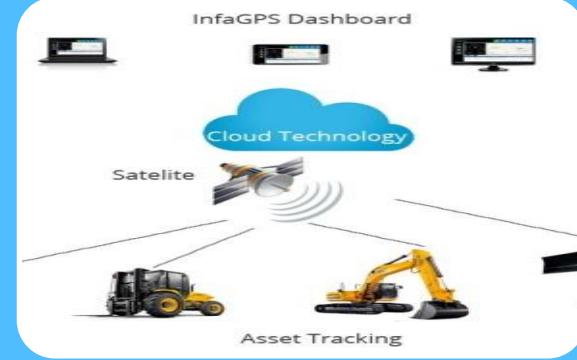 InfaGPS Dashboard
Cloud Technology
Satelite
Asset Tracking